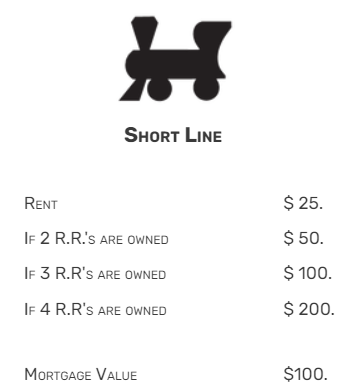 Short Line
Rent $ 25.
If 2 R.R.'s are owned $ 50.
If 3 R.R's are owned $ 100.
If 4 R.R's are owned $ 200.
Mortgage Value $100.